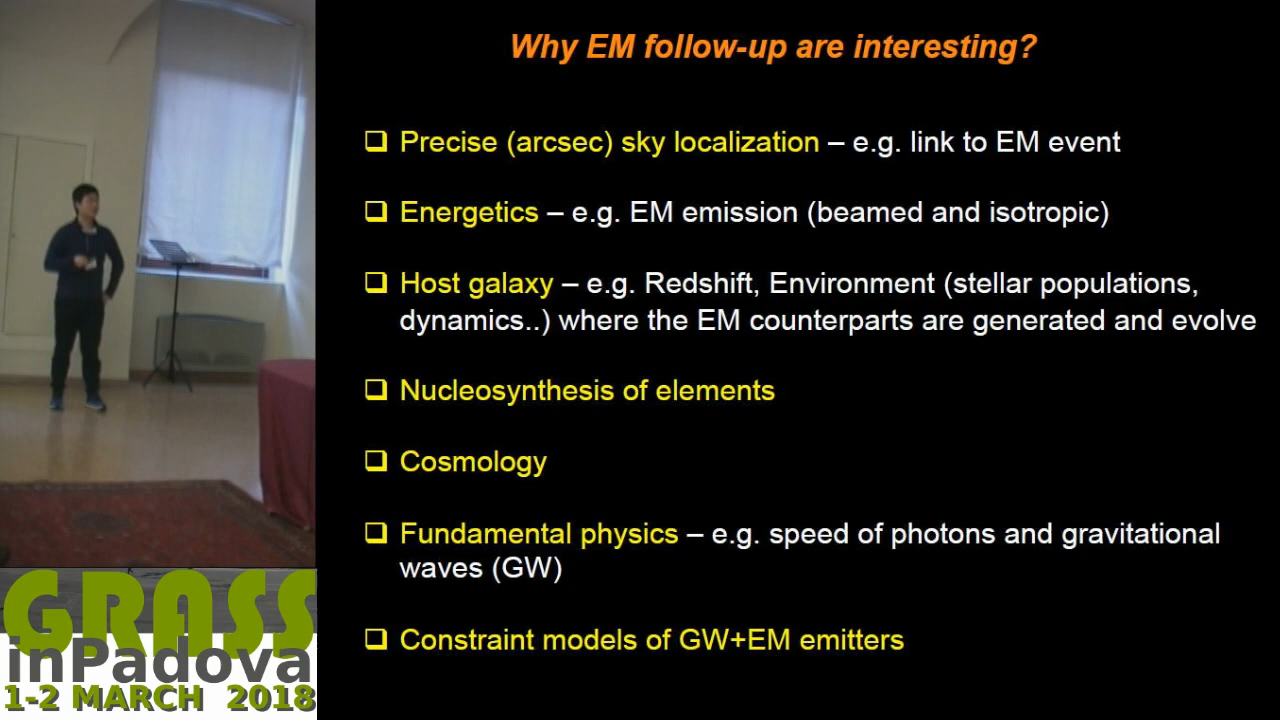 Why EM follow-up are interesting?
❑ Precise (arcsec) sky localization – e.g. link to EM event
❑ Energetics – e.g. EM emission (beamed and isotropic)
❑ Host galaxy – e.g. Redshift, Environment (stellar populations,
dynamics..) where the EM counterparts are generated and evolve
❑ Nucleosynthesis of elements
❑ Cosmology
❑ Fundamental physics – e.g. speed of photons and gravitational
waves (GW)
❑ Constraint models of GW+EM emitters
GRASS
inPadova
1-2 MARCH 2018